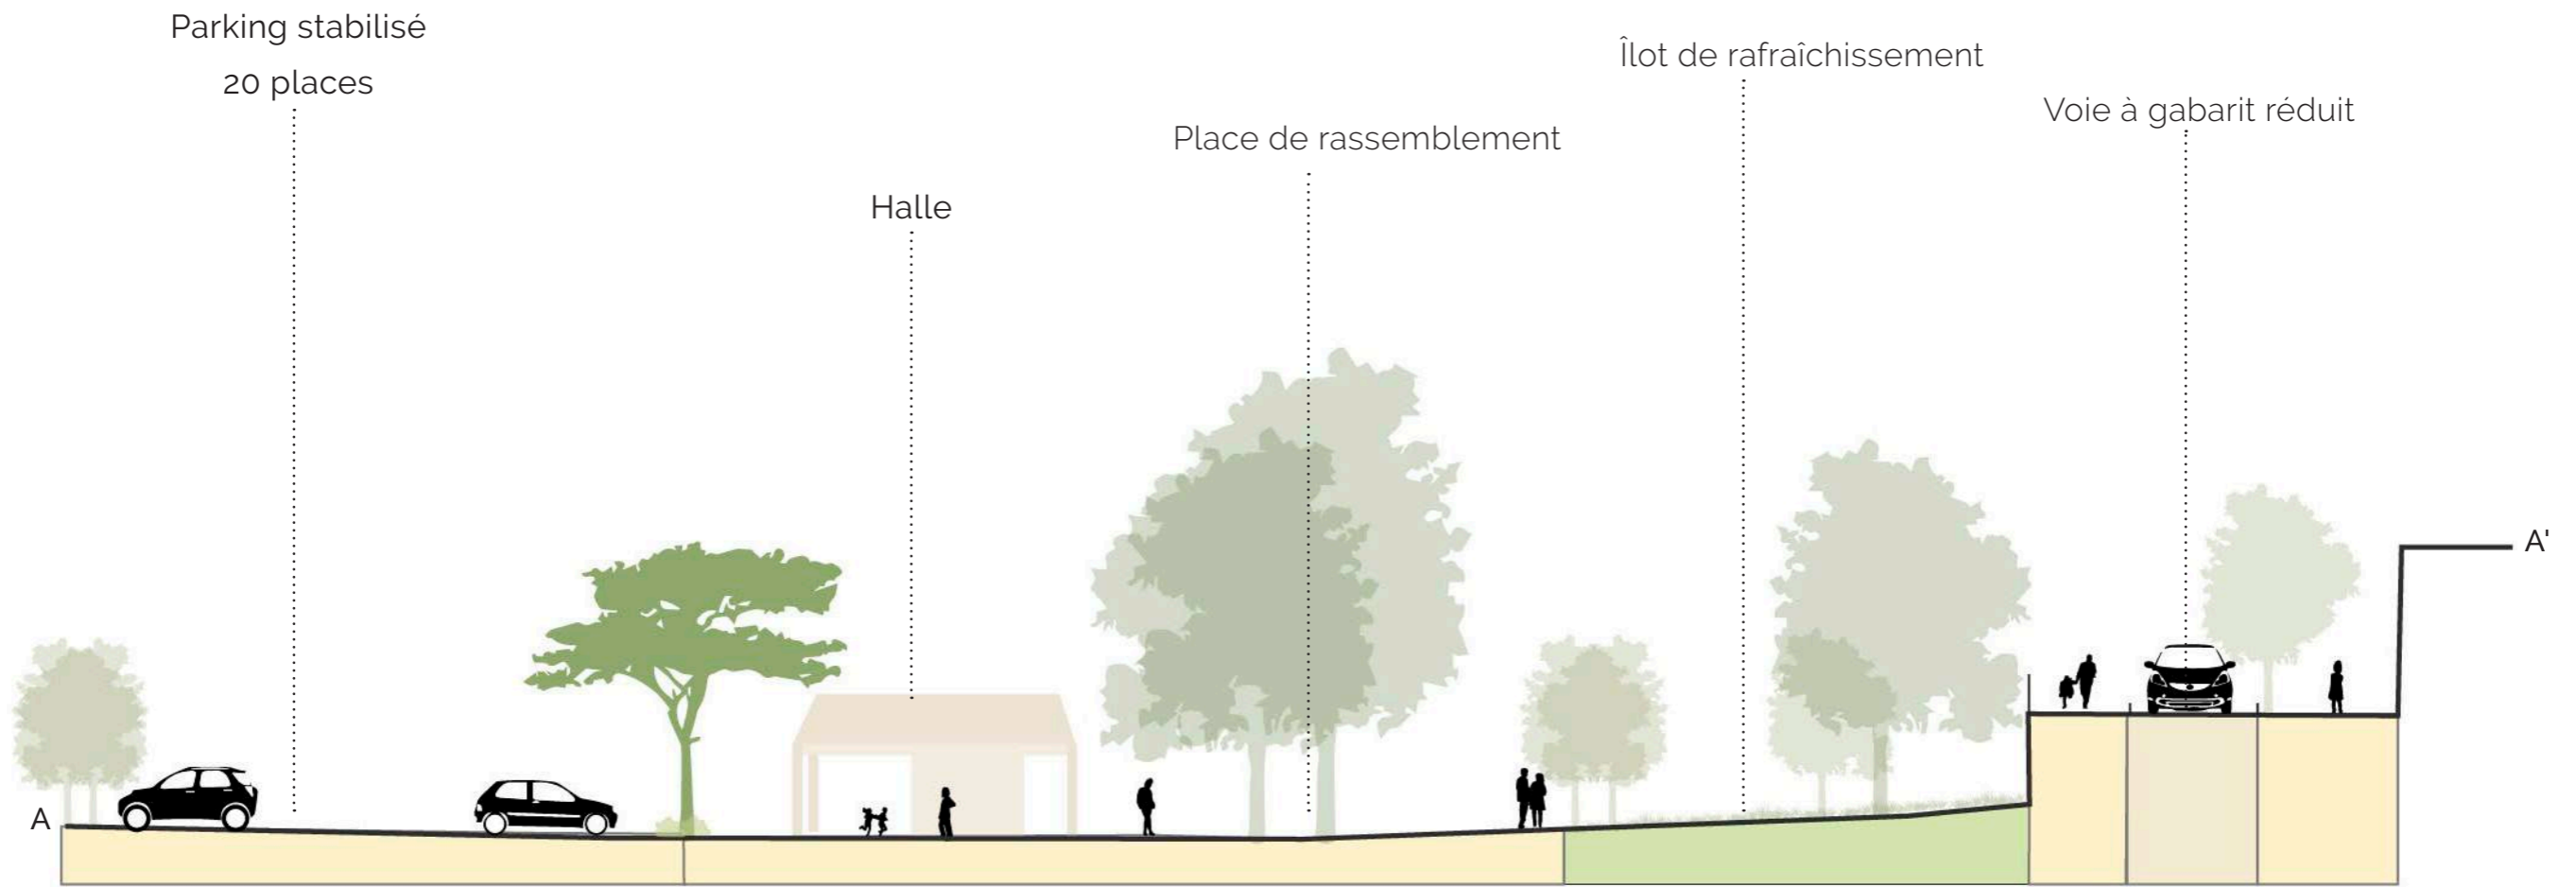 Parking stabilisé
20 places
Halle
Place de rassemblement
Îlot de rafraîchissement
Voie à gabarit réduit
A
A'